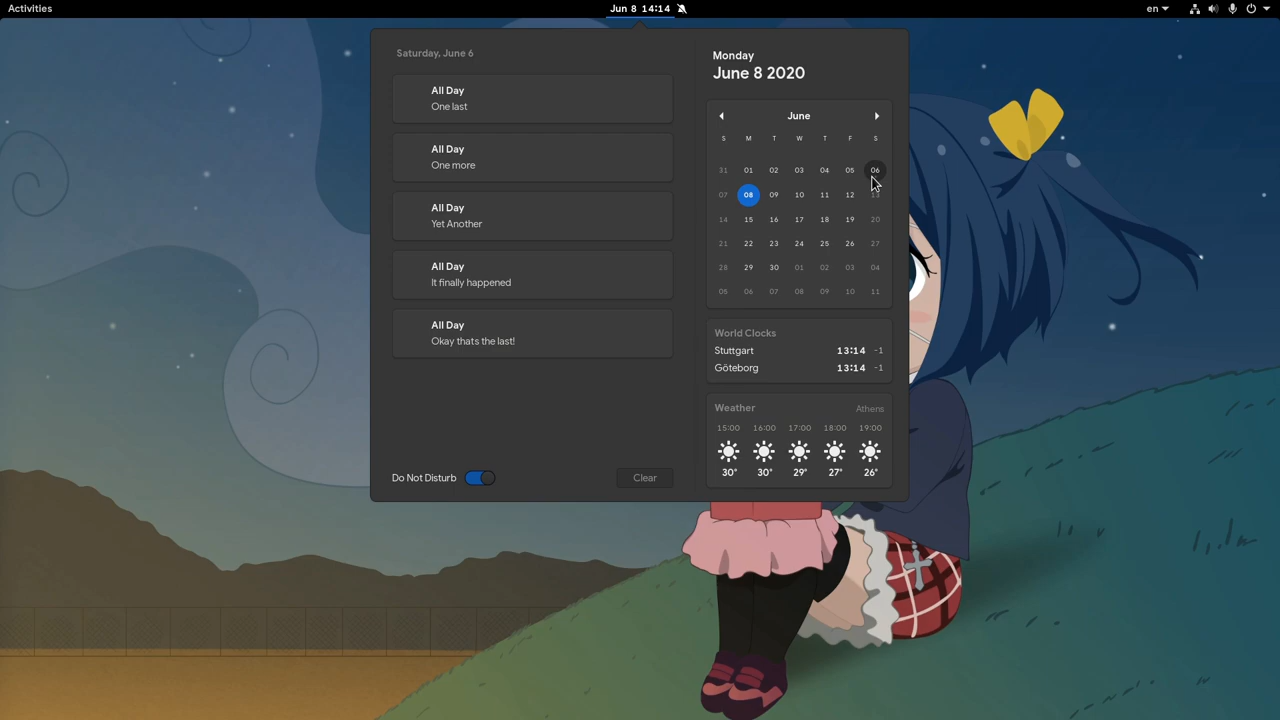 Activities
Jun 8 14:14
en
Saturday, June 6
All Day
One last
All Day
One more
All Day
Yet Another
All Day
It finally happened
All Day
Okay thats the last!
Do Not Disturb
Clear
Monday
June 8 2020
June
S M T W T F S
31 01 02 03 04 05 06
07 08 09 10 11 12 13
14 15 16 17 18 19 20
21 22 23 24 25 26 27
28 29 30 01 02 03 04
05 06 07 08 09 10 11
World Clocks
Stuttgart 13:14 -1
Göteborg 13:14 -1
Weather Athens
15:00 16:00 17:00 18:00 19:00
30° 30° 29° 27° 26°